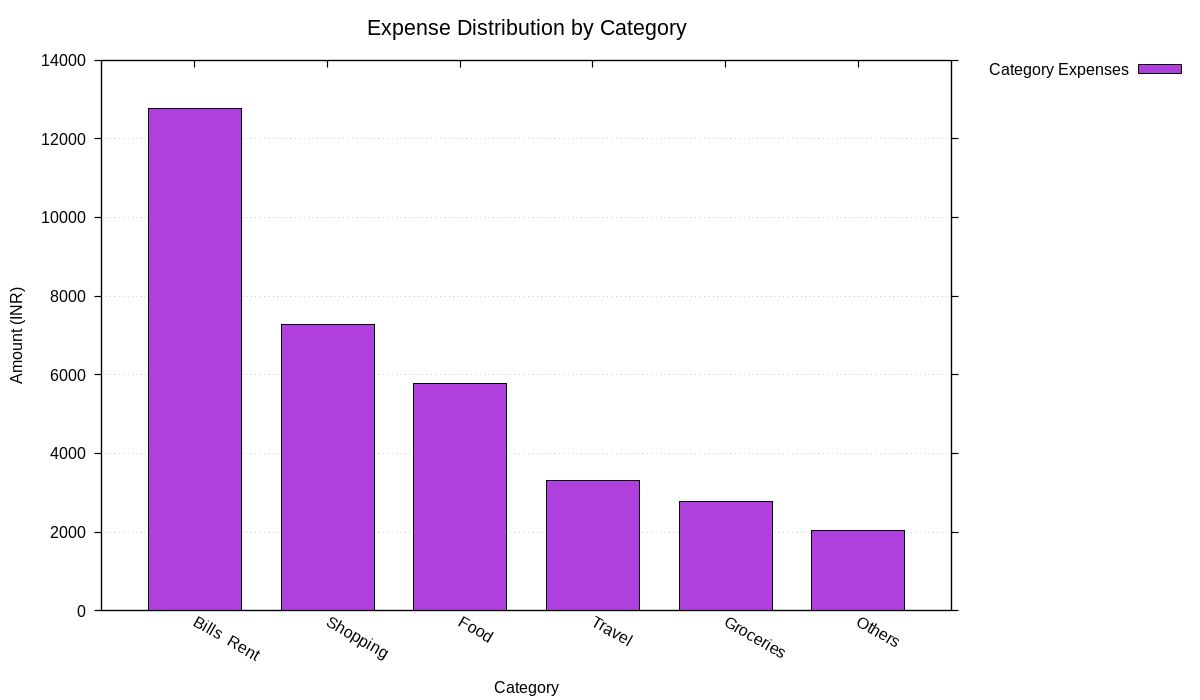 Expense Distribution by Category
Category Expenses
14000
12000
10000
8000
6000
4000
2000
0
Amount (INR)
Bills  Rent
Shopping
Food
Travel
Groceries
Others
Category